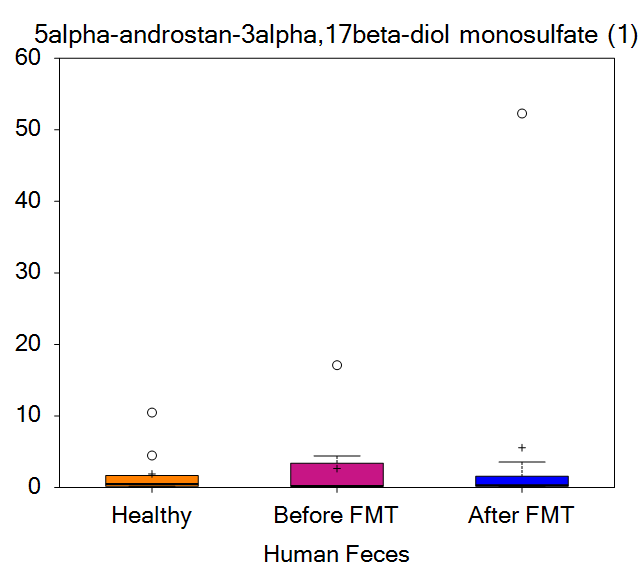 5alpha-androstan-3alpha,17beta-diol monosulfate (1)
60
50
40
30
20
10
0
Healthy
Before FMT
After FMT
Human Feces